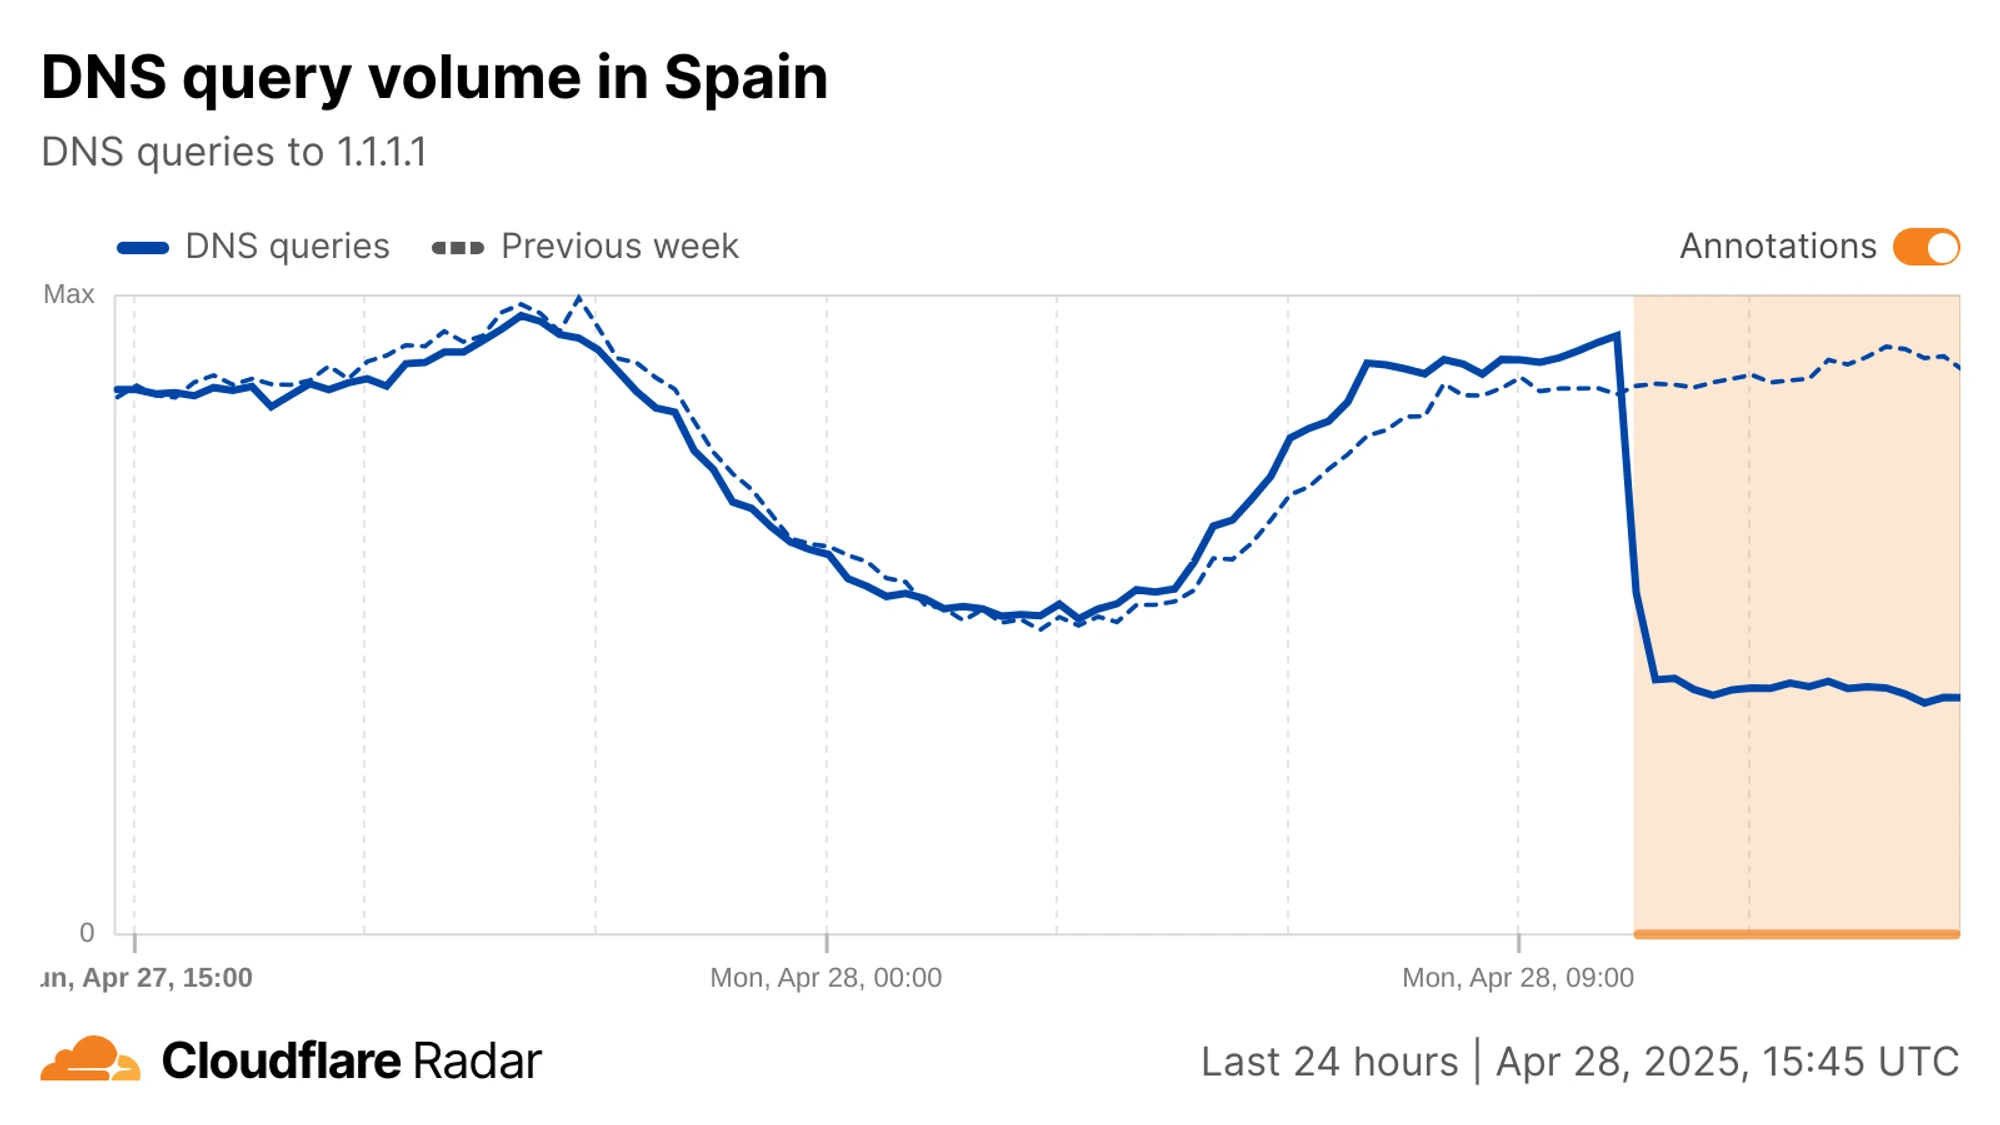 DNS query volume in Spain
DNS queries to 1.1.1.1
DNS queries
Previous week
Annotations
Max
0
un, Apr 27, 15:00
Mon, Apr 28, 00:00
Mon, Apr 28, 09:00
Cloudflare Radar
Last 24 hours | Apr 28, 2025, 15:45 UTC